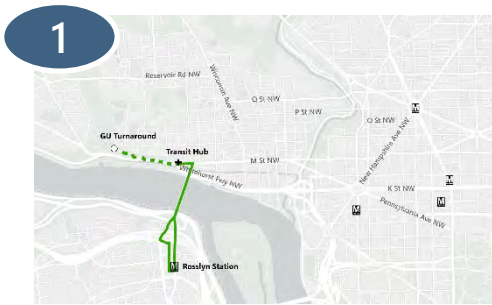 1
Reservoir Rd NW
Wisconsin Ave NW
Q St NW
P St NW
O St NW
GU Turnaround
Transit Hub
M St NW
New Hampshire Ave NW
Whitehurst Fwy NW
K St NW
Pennsylvania Ave NW
M
M
M Rosslyn Station